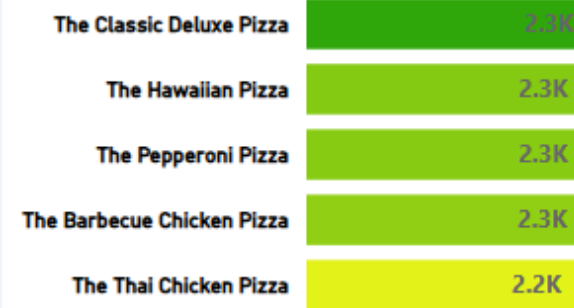 The Classic Deluxe Pizza 2.3K
The Hawaiian Pizza 2.3K
The Pepperoni Pizza 2.3K
The Barbecue Chicken Pizza 2.3K
The Thai Chicken Pizza 2.2K